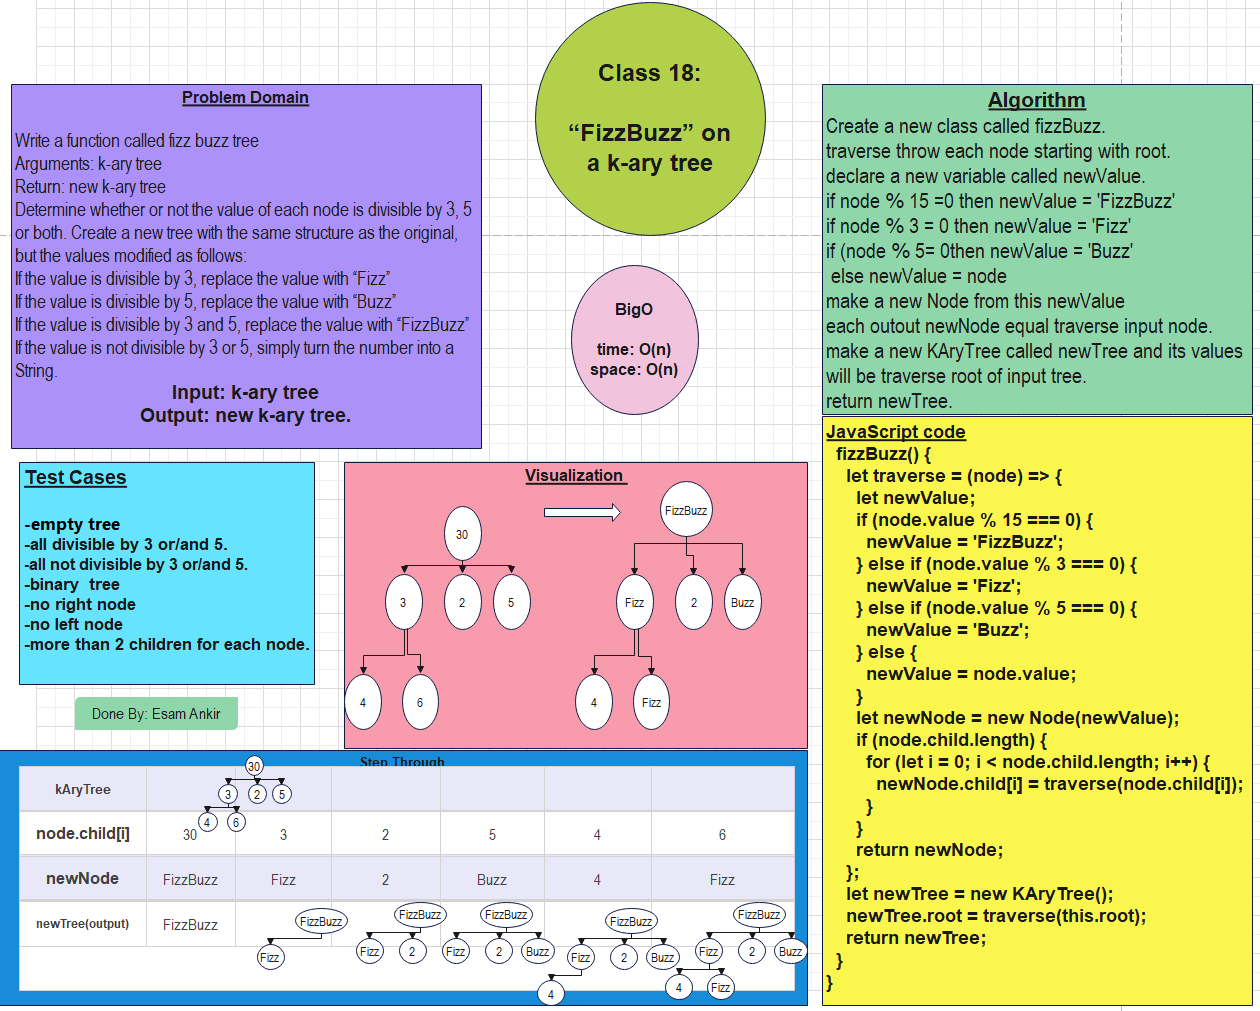 Class 18:
“FizzBuzz” on
a k-ary tree
Problem Domain
Write a function called fizz buzz tree
Arguments: k-ary tree
Return: new k-ary tree
Determine whether or not the value of each node is divisible by 3, 5
or both. Create a new tree with the same structure as the original,
but the values modified as follows:
If the value is divisible by 3, replace the value with “Fizz”
If the value is divisible by 5, replace the value with “Buzz”
If the value is divisible by 3 and 5, replace the value with “FizzBuzz”
If the value is not divisible by 3 or 5, simply turn the number into a
String.
Input: k-ary tree
Output: new k-ary tree.
BigO
time: O(n)
space: O(n)
Algorithm
Create a new class called fizzBuzz.
traverse throw each node starting with root.
declare a new variable called newValue.
if node % 15 =0 then newValue = 'FizzBuzz'
if node % 3 = 0 then newValue = 'Fizz'
if (node % 5= 0then newValue = 'Buzz'
else newValue = node
make a new Node from this newValue
each outout newNode equal traverse input node.
make a new KAryTree called newTree and its values
will be traverse root of input tree.
return newTree.
Test Cases
-empty tree
-all divisible by 3 or/and 5.
-all not divisible by 3 or/and 5.
-binary  tree
-no right node
-no left node
-more than 2 children for each node.
Done By: Esam Ankir
Visualization
30
3 2 5
4 6
FizzBuzz
Fizz 2 Buzz
4 Fizz
JavaScript code
fizzBuzz() {
let traverse = (node) => {
let newValue;
if (node.value % 15 === 0) {
newValue = 'FizzBuzz';
} else if (node.value % 3 === 0) {
newValue = 'Fizz';
} else if (node.value % 5 === 0) {
newValue = 'Buzz';
} else {
newValue = node.value;
}
let newNode = new Node(newValue);
if (node.child.length) {
for (let i = 0; i < node.child.length; i++) {
newNode.child[i] = traverse(node.child[i]);
}
}
return newNode;
};
let newTree = new KAryTree();
newTree.root = traverse(this.root);
return newTree;
}
}
Step Through
kAryTree
30
3 2 5
4 6
node.child[i] 30 3 2 5 4 6
newNode FizzBuzz Fizz 2 Buzz 4 Fizz
newTree(output) FizzBuzz
FizzBuzz
Fizz
FizzBuzz
Fizz 2
FizzBuzz
Fizz 2 Buzz
FizzBuzz
Fizz 2 Buzz
4
FizzBuzz
Fizz 2 Buzz
4 Fizz